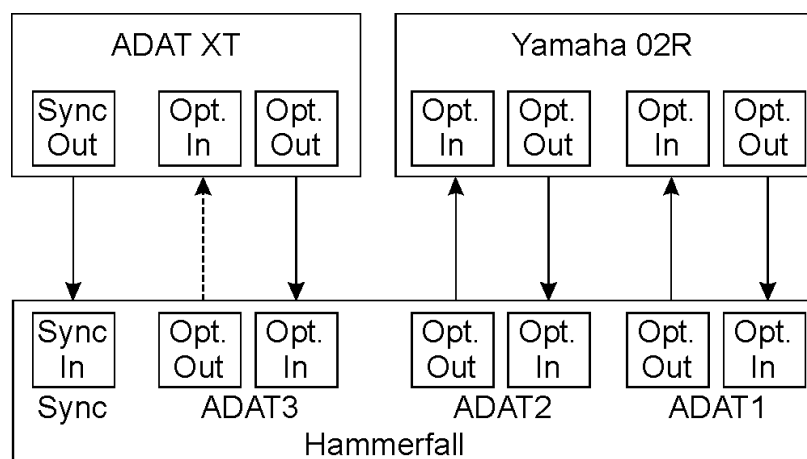 ADAT XT
Yamaha 02R
Sync Out
Opt. In
Opt. Out
Opt. In
Opt. Out
Opt. In
Opt. Out
Sync In
Opt. Out
Opt. In
Opt. Out
Opt. In
Opt. Out
Opt. In
Sync
ADAT3
ADAT2
ADAT1
Hammerfall